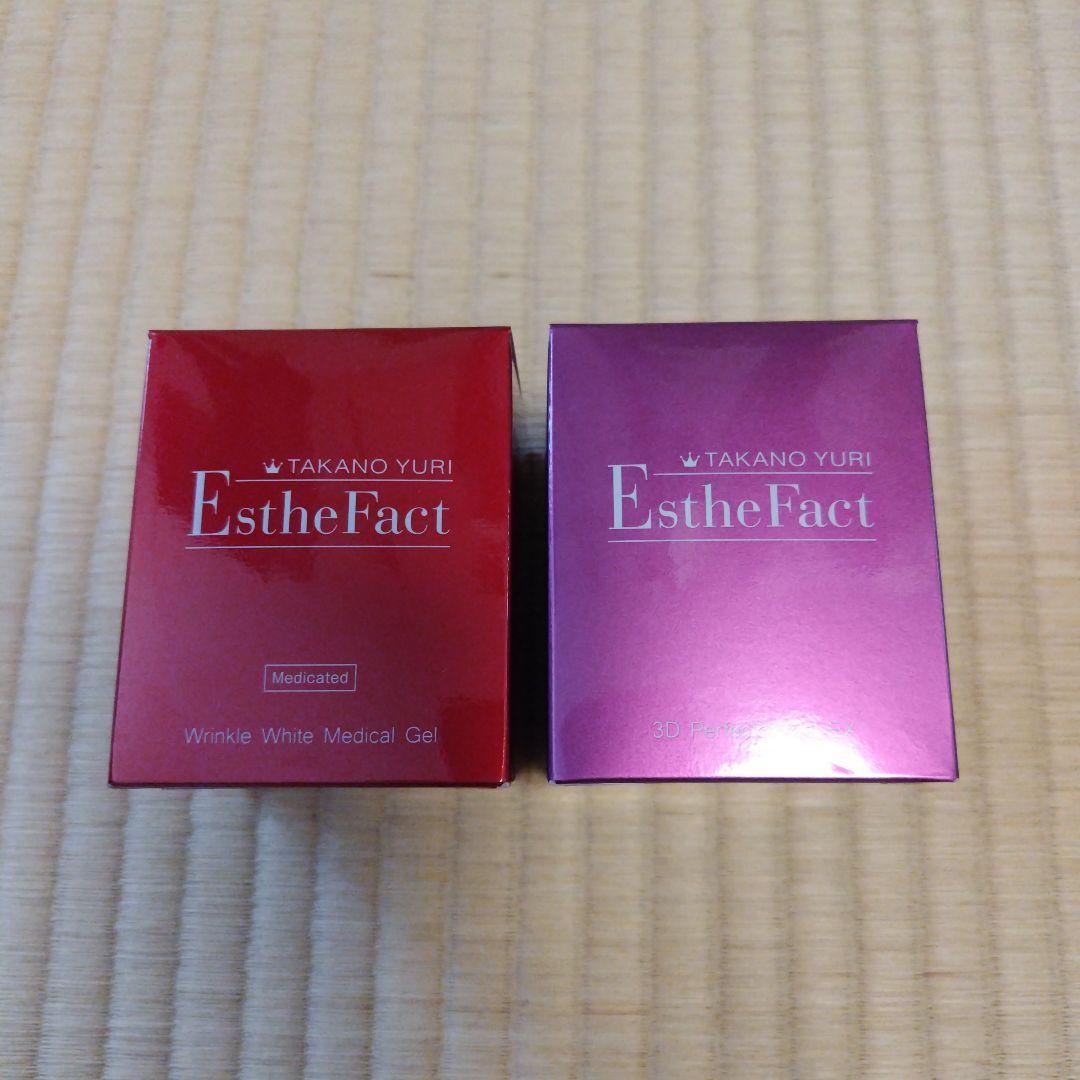 TAKANO YURI
EstheFact
Medicated
Wrinkle White Medical Gel
TAKANO YURI
EstheFact
3D EX